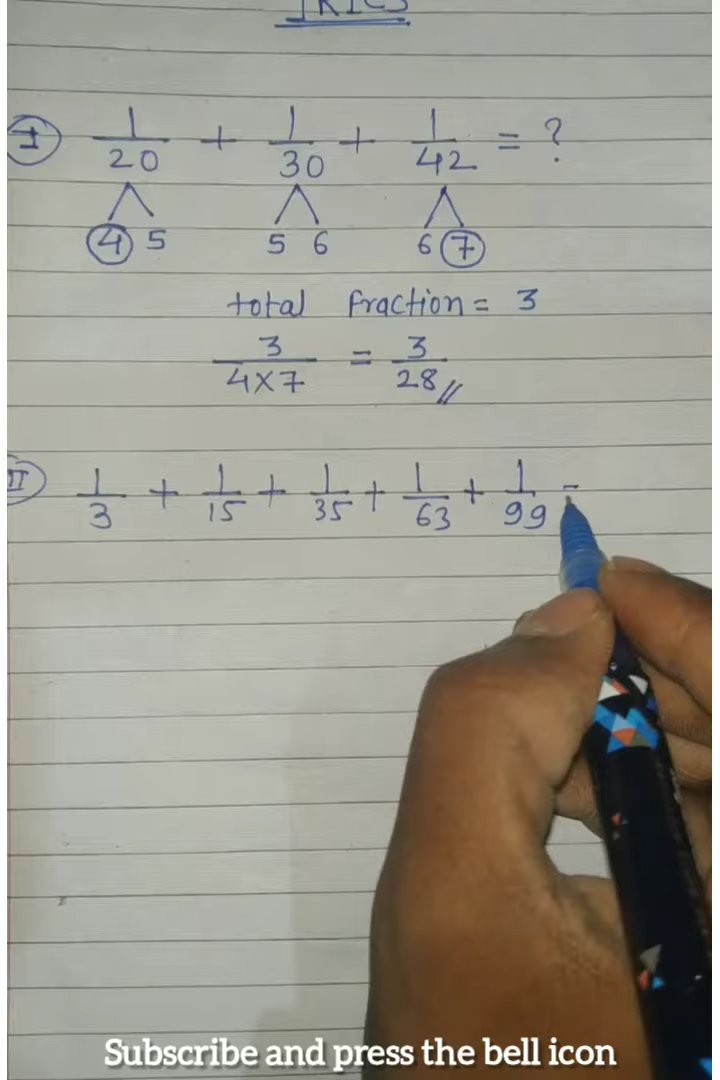 TRICS
I 1/20 + 1/30 + 1/42 = ?
4 5 5 6 6 7
total fraction = 3
3/4×7 = 3/28 //
II 1/3 + 1/15 + 1/35 + 1/63 + 1/99 -
Subscribe and press the bell icon